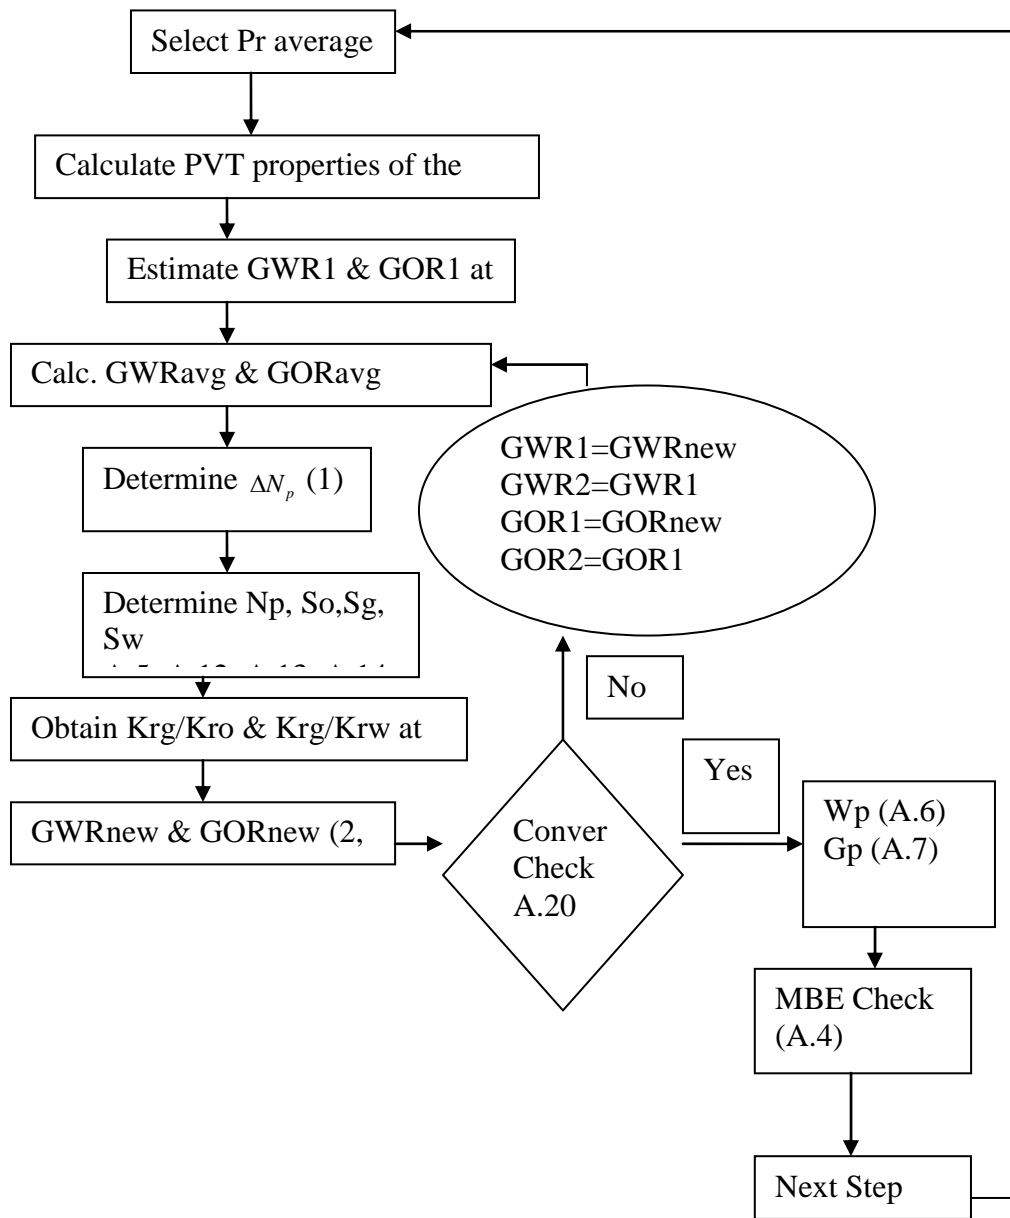 Select Pr average
Calculate PVT properties of the
Estimate GWR1 & GOR1 at
Calc. GWRavg & GORavg
Determine ΔNₚ (1)
Determine Np, So,Sg,
Sw
Obtain Krg/Kro & Krg/Krw at
GWRnew & GORnew (2,
Conver
Check
A.20
No
GWR1=GWRnew
GWR2=GWR1
GOR1=GORnew
GOR2=GOR1
Yes
Wp (A.6)
Gp (A.7)
MBE Check
(A.4)
Next Step